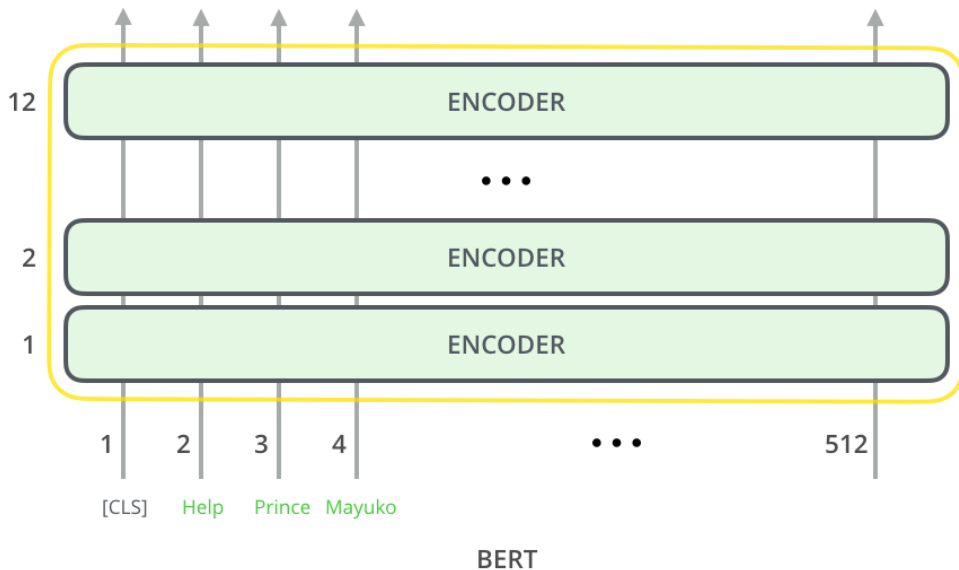 12 ENCODER
...
2 ENCODER
1 ENCODER
1 2 3 4 ... 512
[CLS] Help Prince Mayuko
BERT